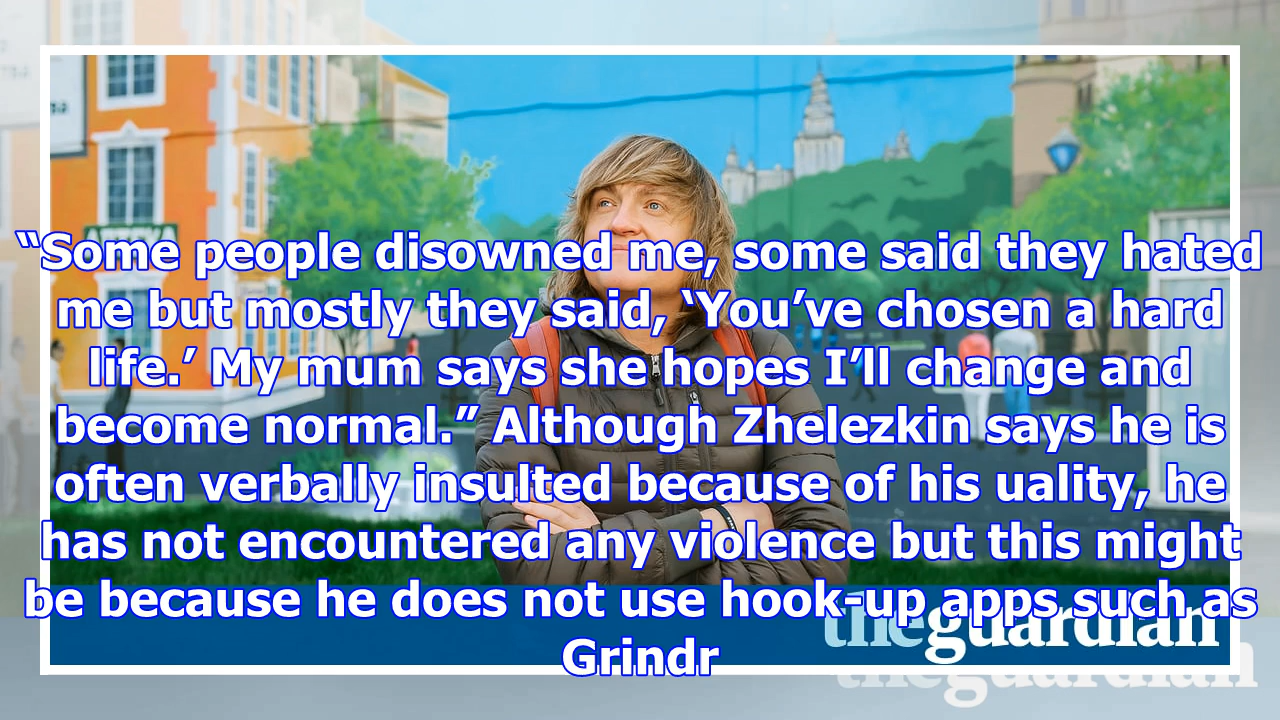 АПТЕКА
“Some people disowned me, some said they hated
me but mostly they said, ‘You’ve chosen a hard
life.’ My mum says she hopes I’ll change and
become normal.” Although Zhelezkin says he is
often verbally insulted because of his uality, he
has not encountered any violence but this might
be because he does not use hook-up apps such as
Grindr
theguardian
theguardian